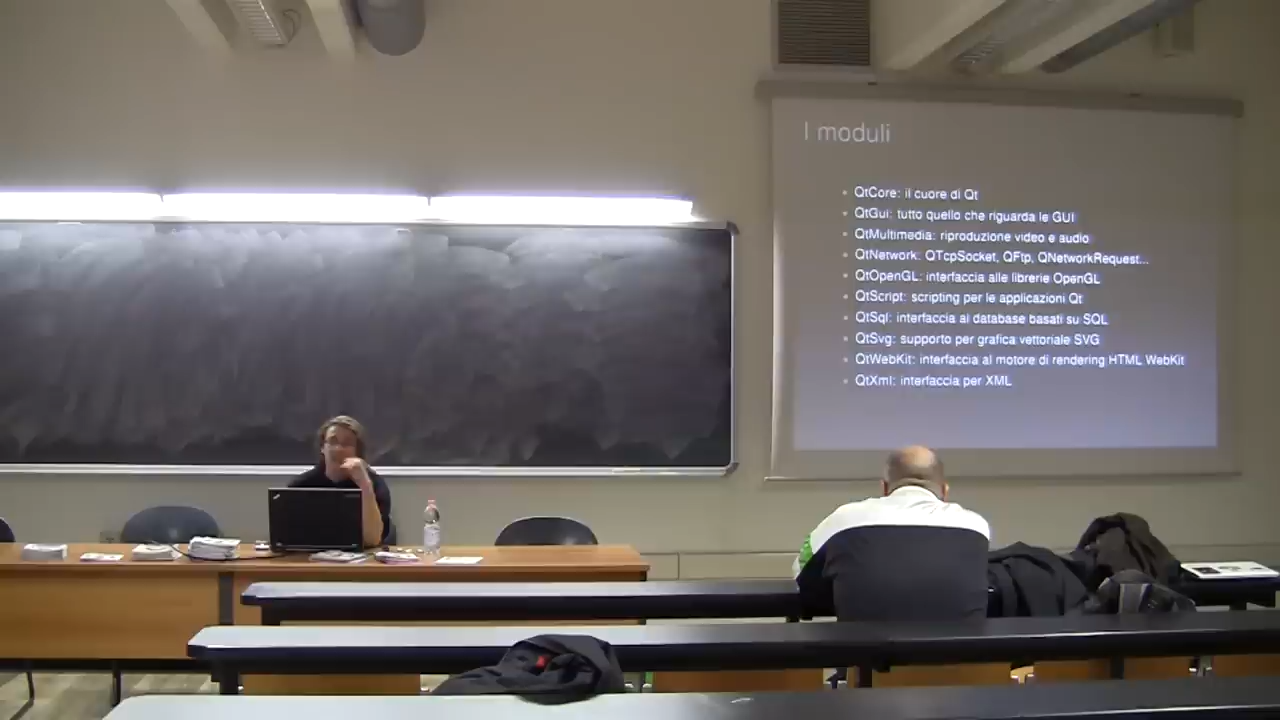 I moduli
QtCore: il cuore di Qt
QtGui: tutto quello che riguarda le GUI
QtMultimedia: riproduzione video e audio
QtNetwork: QTcpSocket, QFtp, QNetworkRequest...
QtOpenGL: interfaccia alle librerie OpenGL
QtScript: scripting per le applicazioni Qt
QtSql: interfaccia ai database basati su SQL
QtSvg: supporto per grafica vettoriale SVG
QtWebKit: interfaccia al motore di rendering HTML WebKit
QtXml: interfaccia per XML